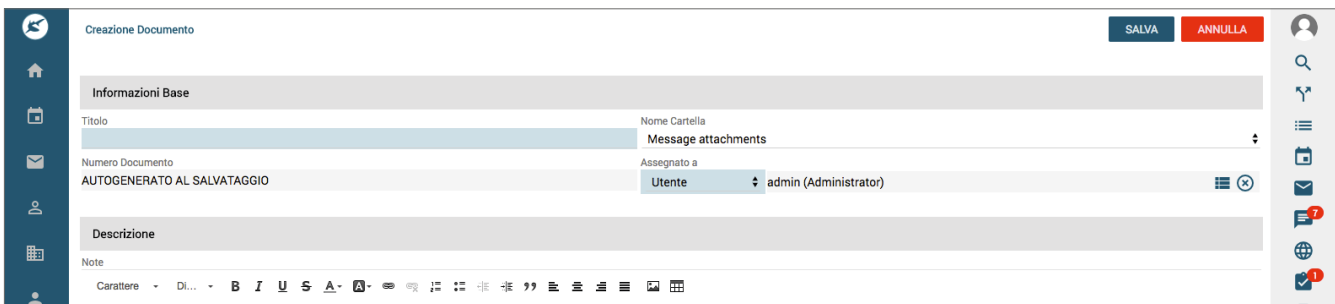 Creazione Documento
SALVA
ANNULLA
Informazioni Base
Titolo
Nome Cartella
Message attachments
Numero Documento
Assegnato a
AUTOGENERATO AL SALVATAGGIO
Utente
admin (Administrator)
7
Descrizione
Note
1
Carattere
Di...
B I U S A A